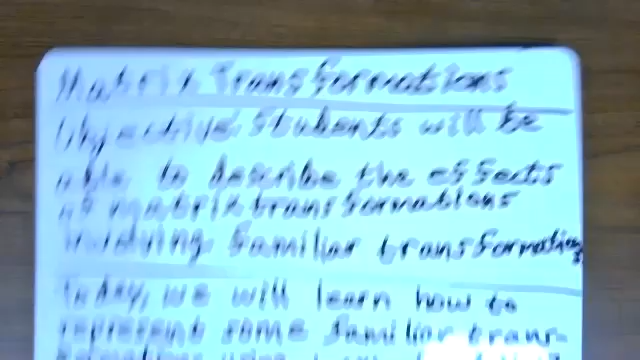 Matrix Transformations
Objective: Students will be
able to describe the effects
of matrix transformations
involving familiar transformations
Today, we will learn how to
represent some familiar trans-